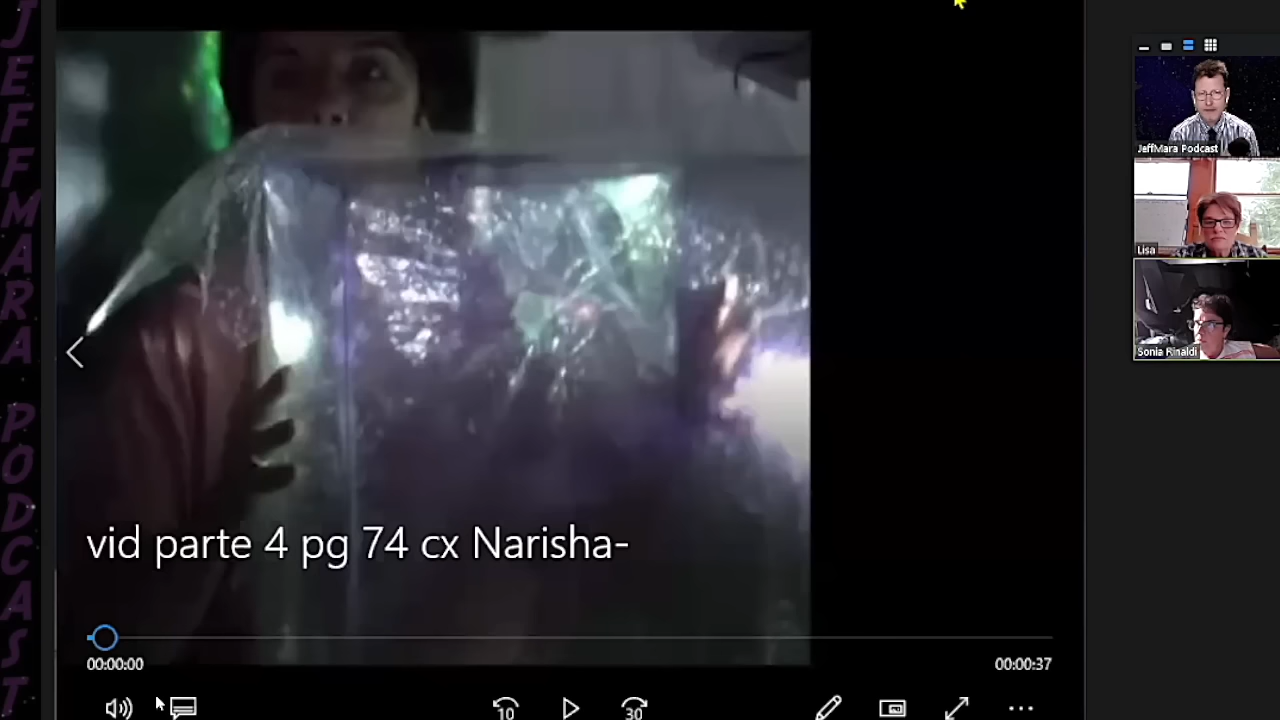 JEFFMARA PODCAST
JeffMara Podcast
Lisa
Sonia Rinaldi
vid parte 4 pg 74 cx Narisha-
00:00:00
00:00:37
10
30